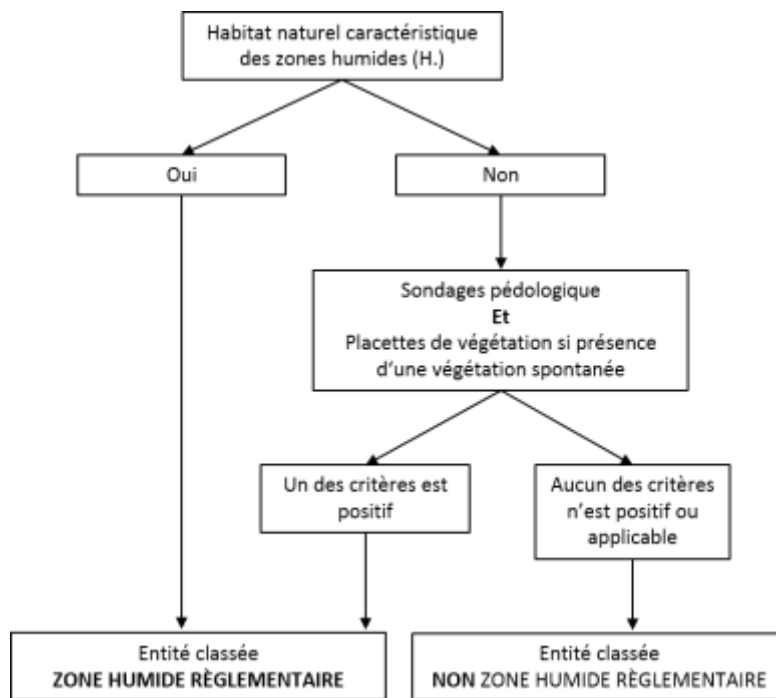 Habitat naturel caractéristique
des zones humides (H.)
Oui
Non
Sondages pédologique
Et
Placettes de végétation si présence
d'une végétation spontanée
Un des critères est
positif
Aucun des critères
n'est positif ou
applicable
Entité classée
ZONE HUMIDE RÈGLEMENTAIRE
Entité classée
NON ZONE HUMIDE RÈGLEMENTAIRE